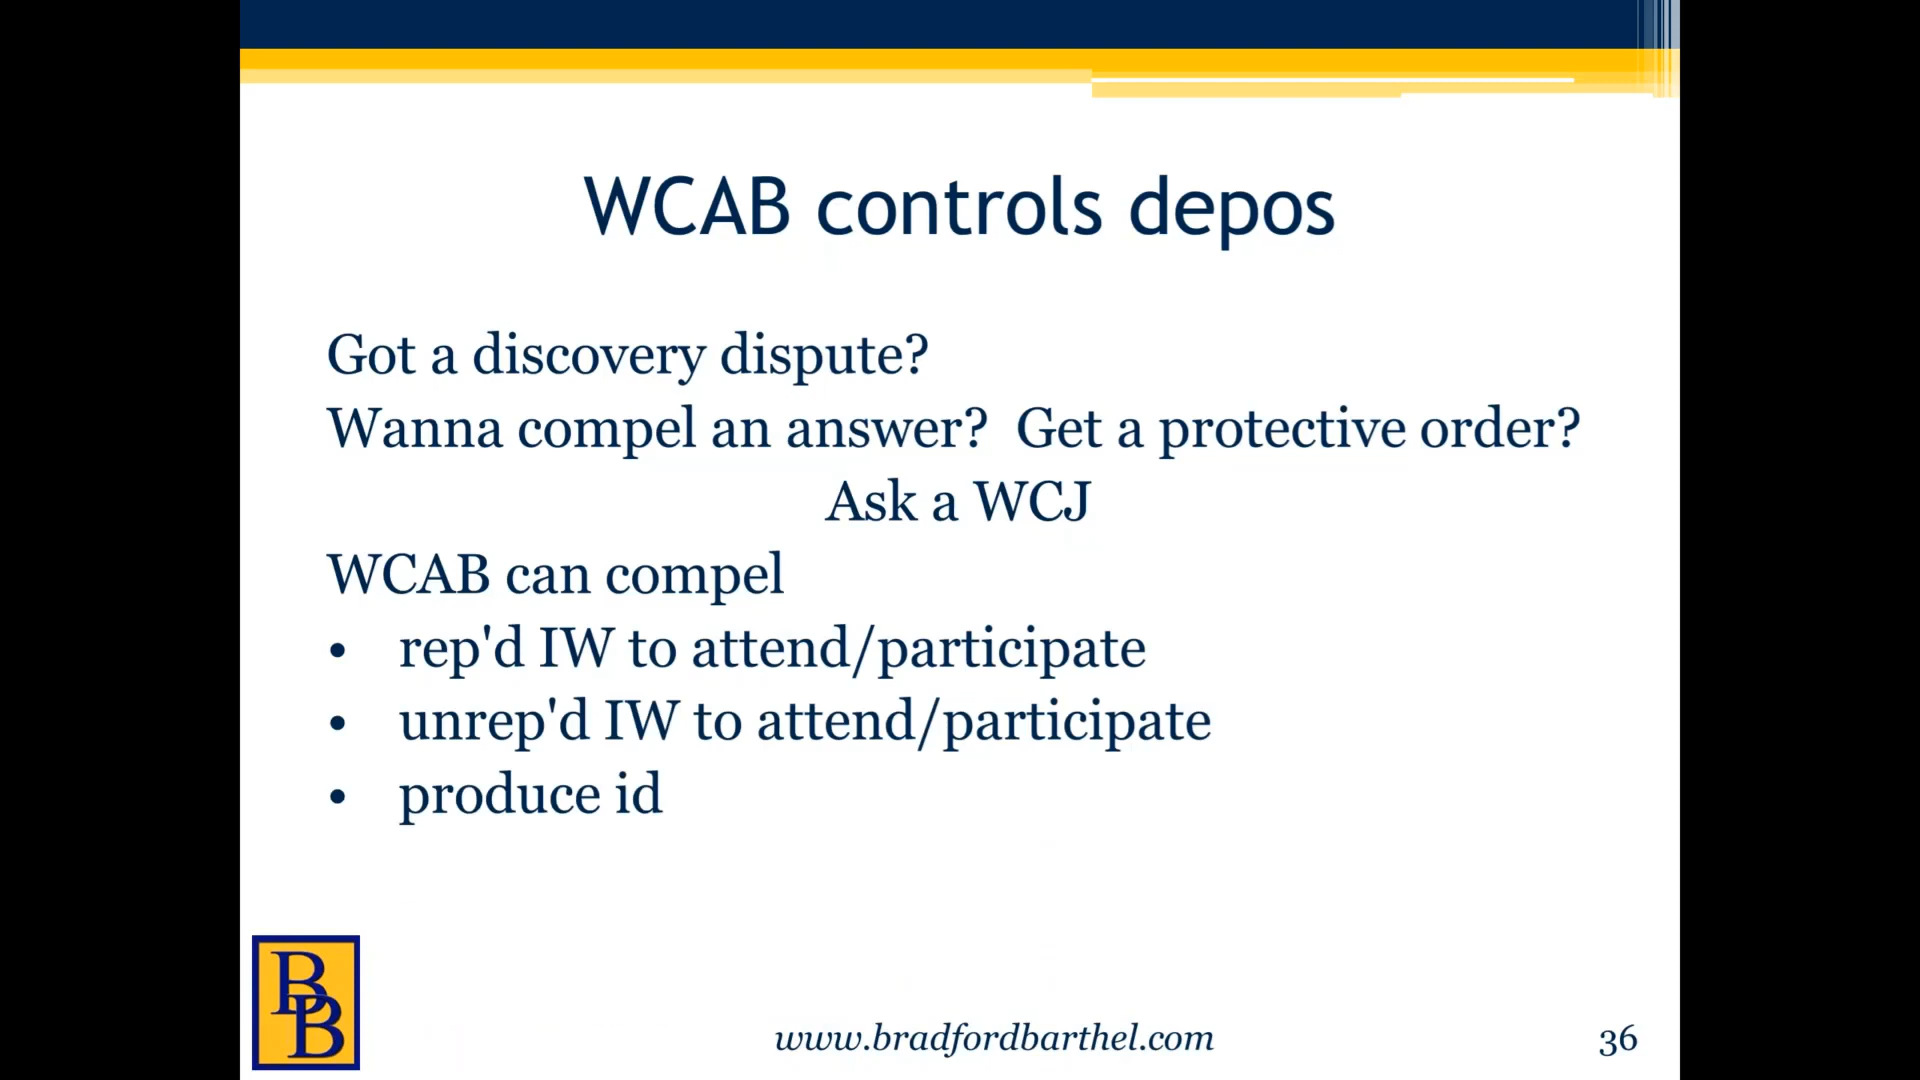 WCAB controls depos
Got a discovery dispute?
Wanna compel an answer?  Get a protective order?
Ask a WCJ
WCAB can compel
• rep'd IW to attend/participate
• unrep'd IW to attend/participate
• produce id
BB
www.bradfordbarthel.com
36